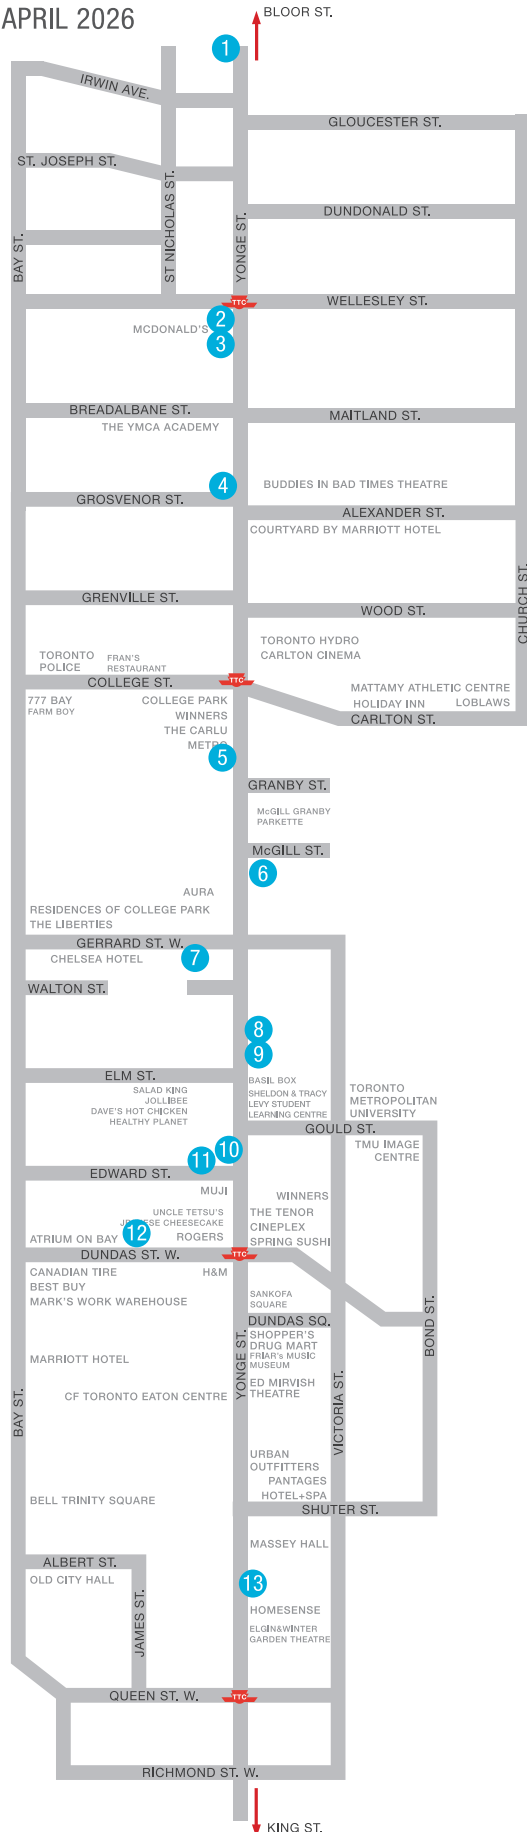 APRIL 2026
BLOOR ST.
1
IRWIN AVE.
GLOUCESTER ST.
ST. JOSEPH ST.
ST NICHOLAS ST.
DUNDONALD ST.
BAY ST.
YONGE ST.
TTC
WELLESLEY ST.
2
MCDONALD'S
3
BREADALBANE ST.
MAITLAND ST.
THE YMCA ACADEMY
4
BUDDIES IN BAD TIMES THEATRE
GROSVENOR ST.
ALEXANDER ST.
COURTYARD BY MARRIOTT HOTEL
CHURCH ST.
GRENVILLE ST.
WOOD ST.
TORONTO
POLICE
FRAN'S
RESTAURANT
TORONTO HYDRO
CARLTON CINEMA
COLLEGE ST.
TTC
MATTAMY ATHLETIC CENTRE
HOLIDAY INN
LOBLAWS
CARLTON ST.
777 BAY
FARM BOY
COLLEGE PARK
WINNERS
THE CARLU
METRO
5
GRANBY ST.
McGILL GRANBY
PARKETTE
McGILL ST.
6
AURA
RESIDENCES OF COLLEGE PARK
THE LIBERTIES
GERRARD ST. W.
CHELSEA HOTEL
7
WALTON ST.
8
9
ELM ST.
BASIL BOX
SHELDON & TRACY
LEVY STUDENT
LEARNING CENTRE
TORONTO
METROPOLITAN
UNIVERSITY
SALAD KING
JOLLIBEE
DAVE'S HOT CHICKEN
HEALTHY PLANET
GOULD ST.
TMU IMAGE
CENTRE
10
11
EDWARD ST.
MUJI
WINNERS
UNCLE TETSU'S
CHEESECAKE
12
THE TENOR
CINEPLEX
SPRING SUSHI
ATRIUM ON BAY
ROGERS
DUNDAS ST. W.
TTC
CANADIAN TIRE
BEST BUY
MARK'S WORK WAREHOUSE
H&M
SANKOFA
SQUARE
DUNDAS SQ.
BOND ST.
SHOPPER'S
DRUG MART
FRIAR's MUSIC
MUSEUM
YONGE ST.
MARRIOTT HOTEL
ED MIRVISH
THEATRE
CF TORONTO EATON CENTRE
BAY ST.
VICTORIA ST.
URBAN
OUTFITTERS
PANTAGES
HOTEL+SPA
BELL TRINITY SQUARE
SHUTER ST.
MASSEY HALL
ALBERT ST.
OLD CITY HALL
13
HOMESENSE
JAMES ST.
ELGIN&WINTER
GARDEN THEATRE
QUEEN ST. W.
TTC
RICHMOND ST. W.
KING ST.